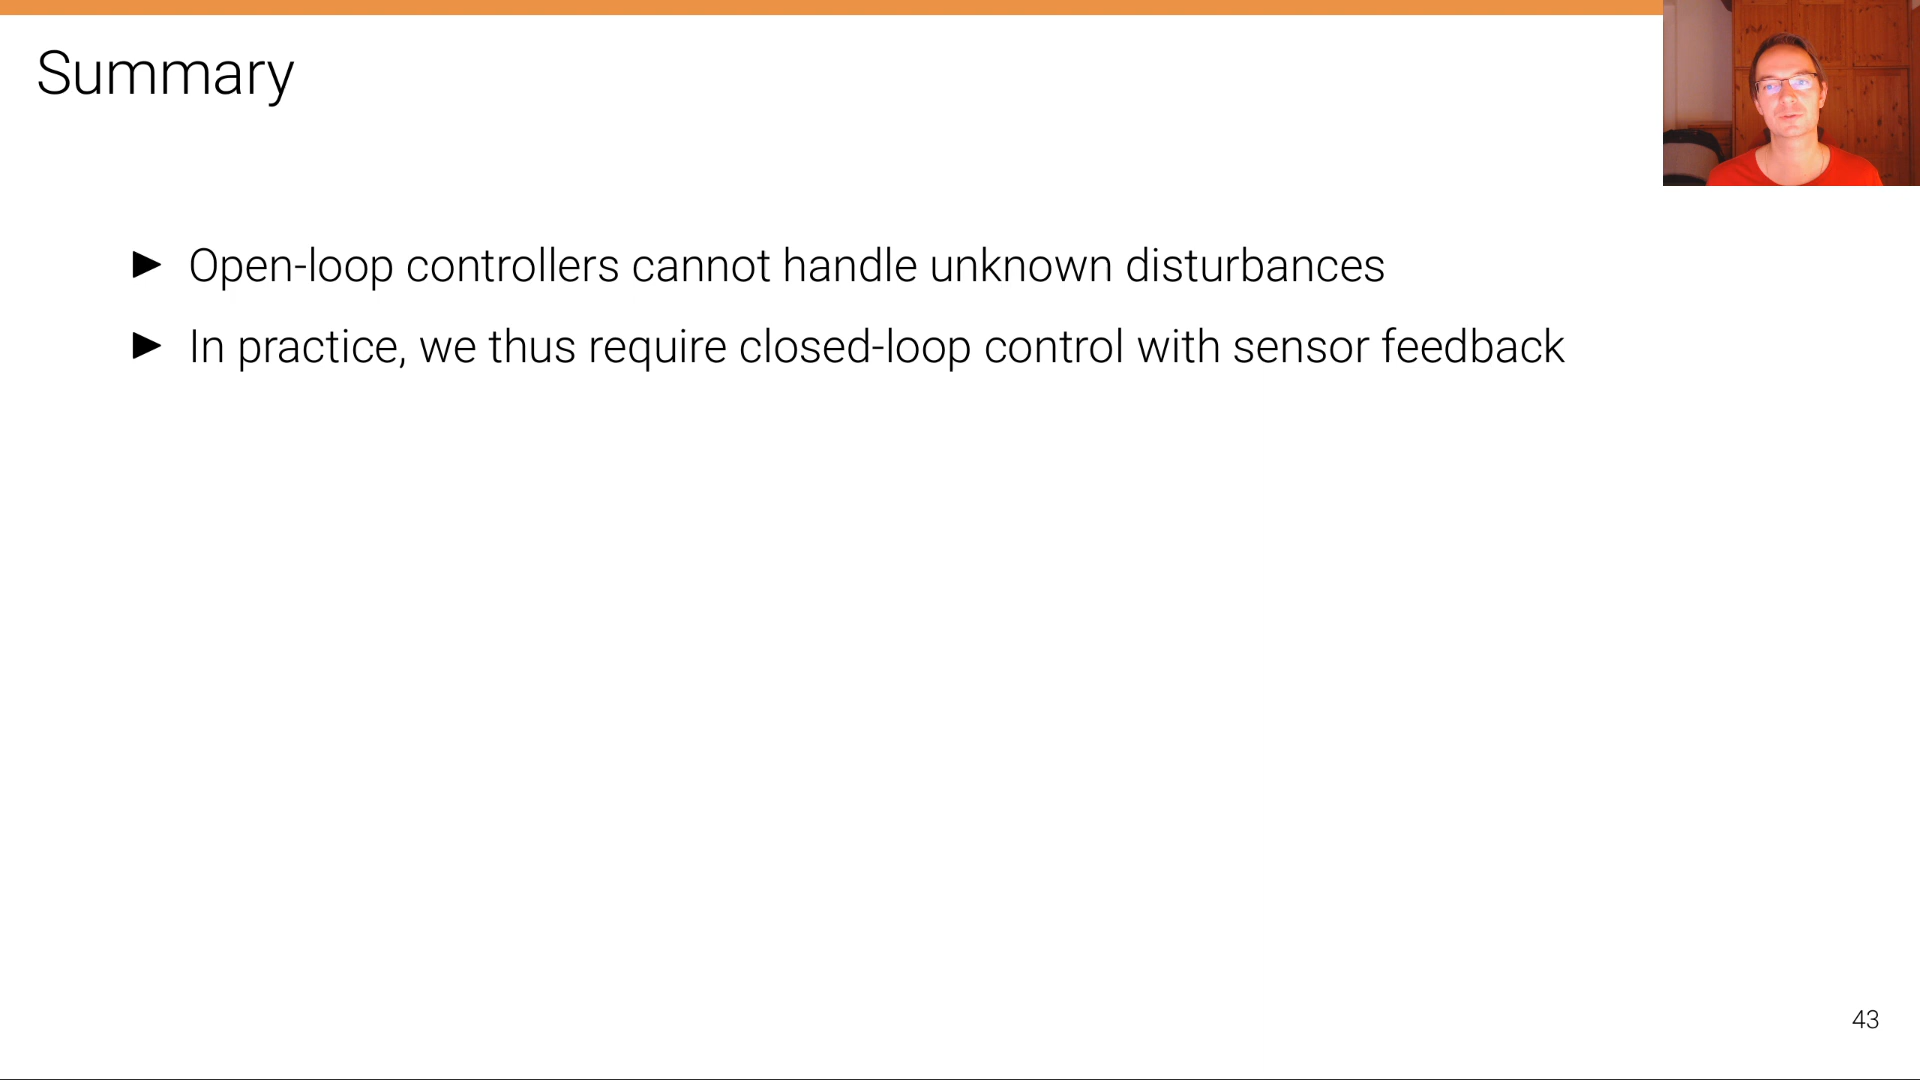 Summary
► Open-loop controllers cannot handle unknown disturbances
► In practice, we thus require closed-loop control with sensor feedback
43